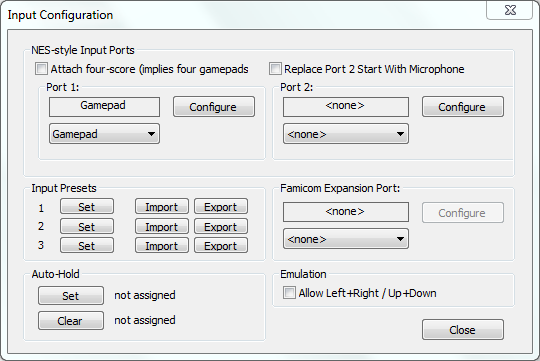 Input Configuration
NES-style Input Ports
Attach four-score (implies four gamepads
Replace Port 2 Start With Microphone
Port 1:
Gamepad
Configure
Gamepad
Port 2:
<none>
Configure
<none>
Input Presets
1 Set Import Export
2 Set Import Export
3 Set Import Export
Famicom Expansion Port:
<none>
Configure
<none>
Auto-Hold
Set not assigned
Clear not assigned
Emulation
Allow Left+Right / Up+Down
Close